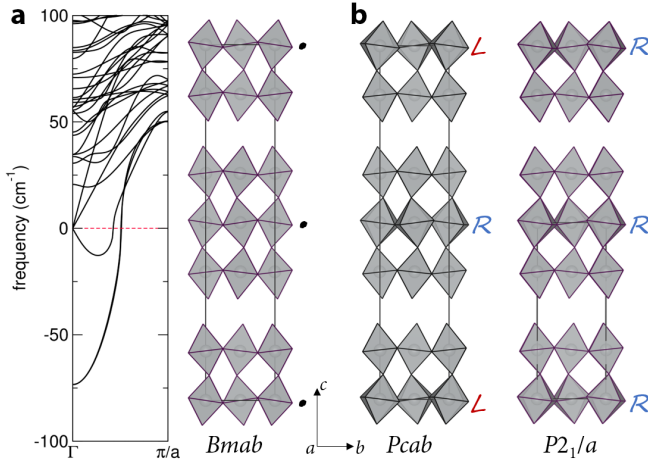 a
b
100
50
0
-50
-100
frequency (cm⁻¹)
Γ
π/a
L
R
L
R
R
R
c
a
b
Bmab
Pcab
P2₁/a